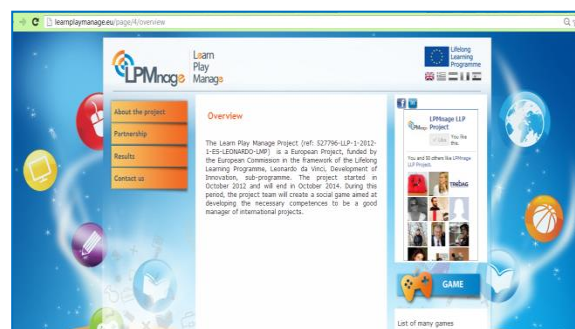 learnplaymanage.eu/page/4/overview
LPMnage
Learn
Play
Manage
Lifelong
Learning
Programme
About the project
Partnership
Results
Contact us
Overview
The Learn Play Manage Project (ref: 527796-LLP-1-2012-
1-ES-LEONARDO-LMP) is a European Project, funded by
the European Commission in the framework of the Lifelong
Learning Programme, Leonardo da Vinci, Development of
Innovation, sub-programme. The project started in
October 2012 and will end in October 2014. During this
period, the project team will create a social game aimed at
developing the necessary competences to be a good
manager of international projects.
LPMnage LLP
Project
Like
You like
this.
LLP Project.
GAME
List of many games